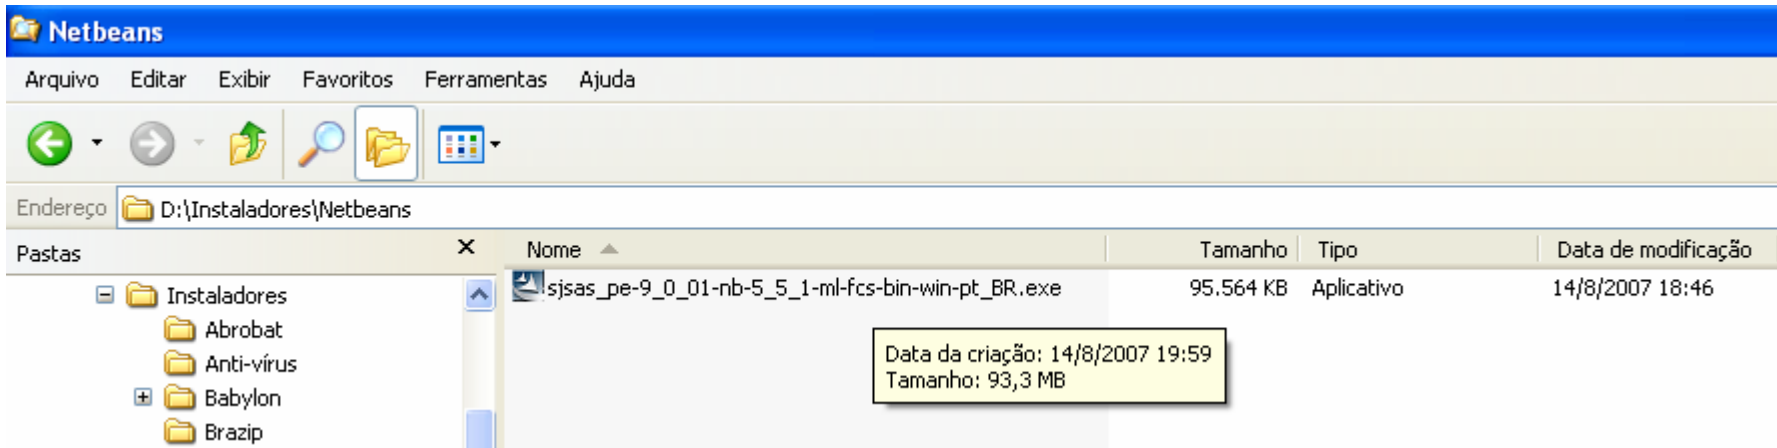 Netbeans
Arquivo Editar Exibir Favoritos Ferramentas Ajuda
Endereço D:\Instaladores\Netbeans
Pastas Nome Tamanho Tipo Data de modificação
Instaladores sjsas_pe-9_0_01-nb-5_5_1-ml-fcs-bin-win-pt_BR.exe 95.564 KB Aplicativo 14/8/2007 18:46
Abrobat
Data da criação: 14/8/2007 19:59
Anti-vírus
Tamanho: 93,3 MB
Babylon
Brazip